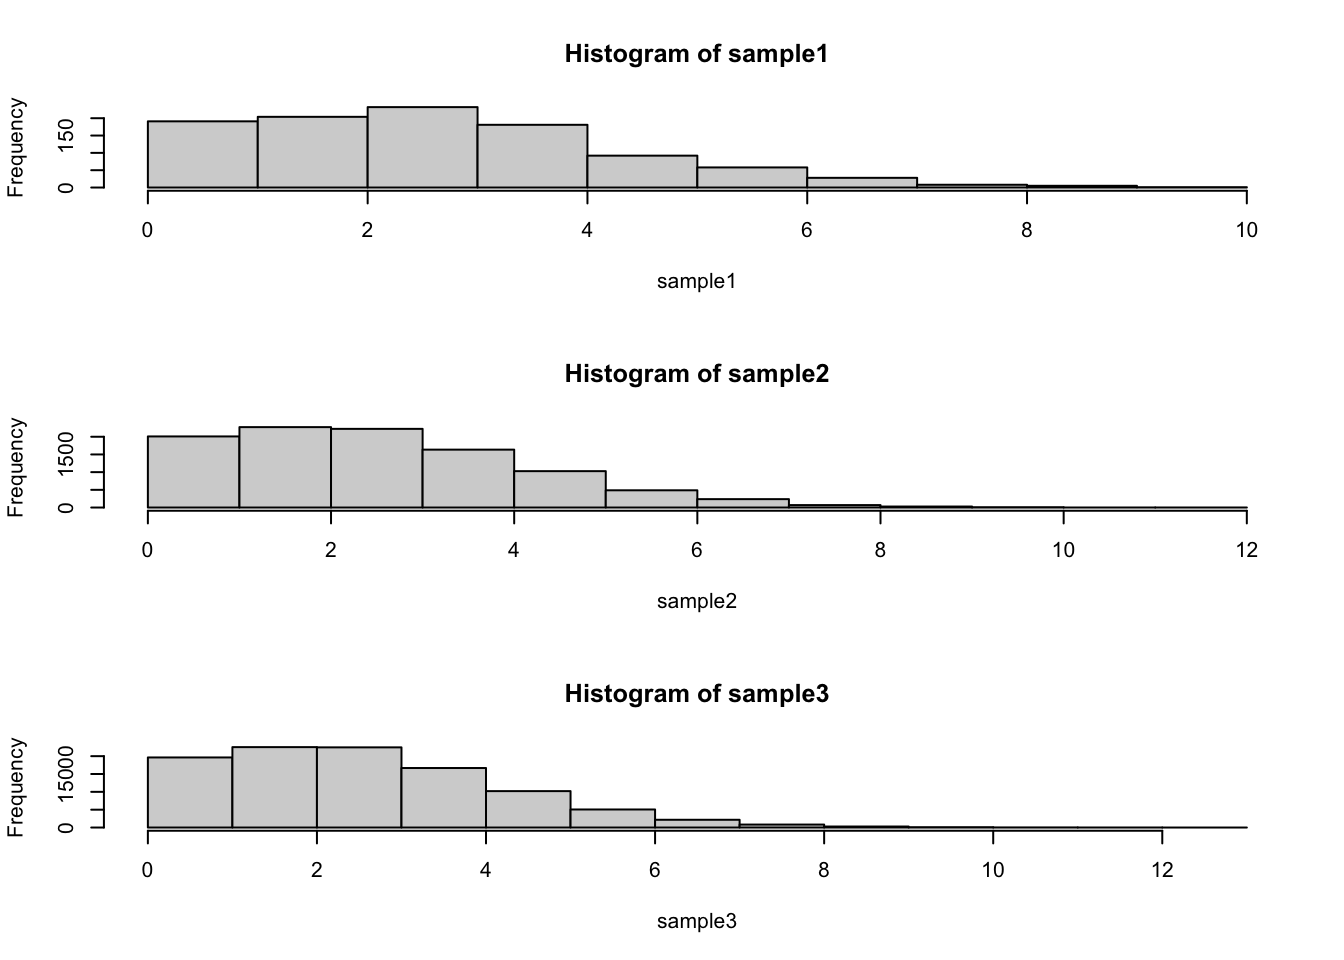 Histogram of sample1
Frequency
150
0
0 2 4 6 8 10
sample1
Histogram of sample2
Frequency
1500
0
0 2 4 6 8 10 12
sample2
Histogram of sample3
Frequency
15000
0
0 2 4 6 8 10 12
sample3